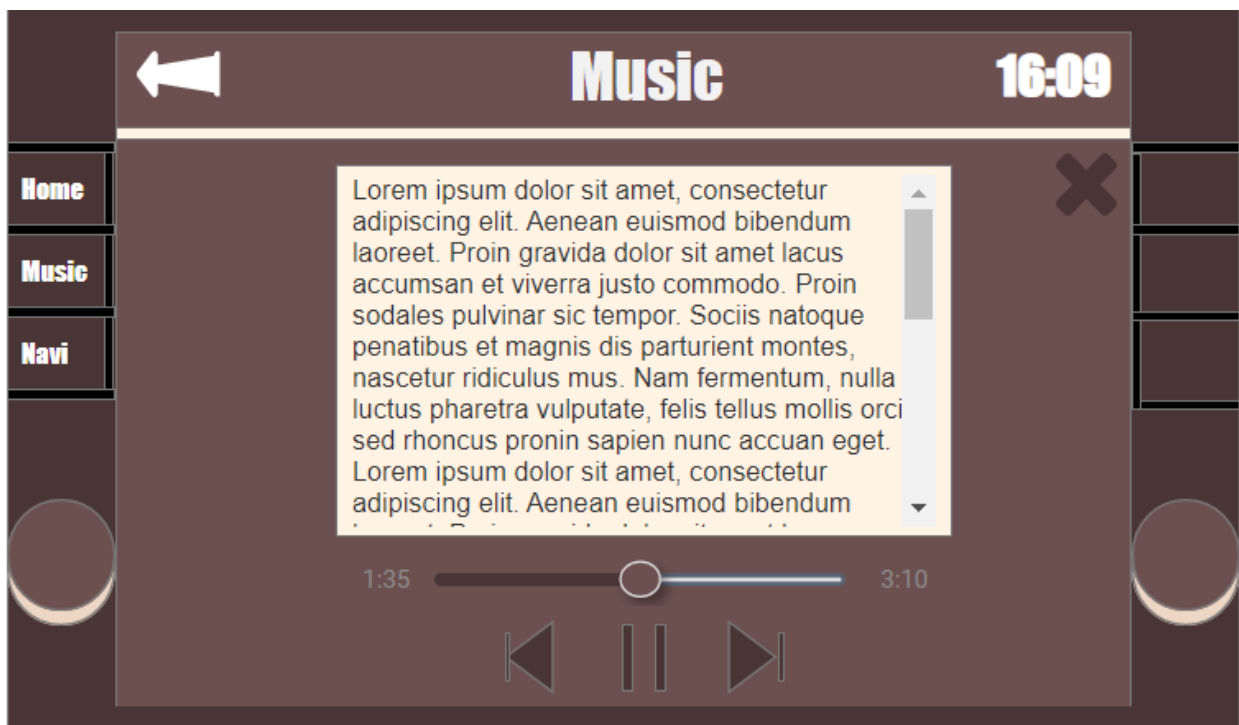 Music
16:09
Home
Music
Navi
Lorem ipsum dolor sit amet, consectetur
adipiscing elit. Aenean euismod bibendum
laoreet. Proin gravida dolor sit amet lacus
accumsan et viverra justo commodo. Proin
sodales pulvinar sic tempor. Sociis natoque
penatibus et magnis dis parturient montes,
nascetur ridiculus mus. Nam fermentum, nulla
luctus pharetra vulputate, felis tellus mollis orci
sed rhoncus pronin sapien nunc accuan eget.
Lorem ipsum dolor sit amet, consectetur
adipiscing elit. Aenean euismod bibendum
1:35
3:10